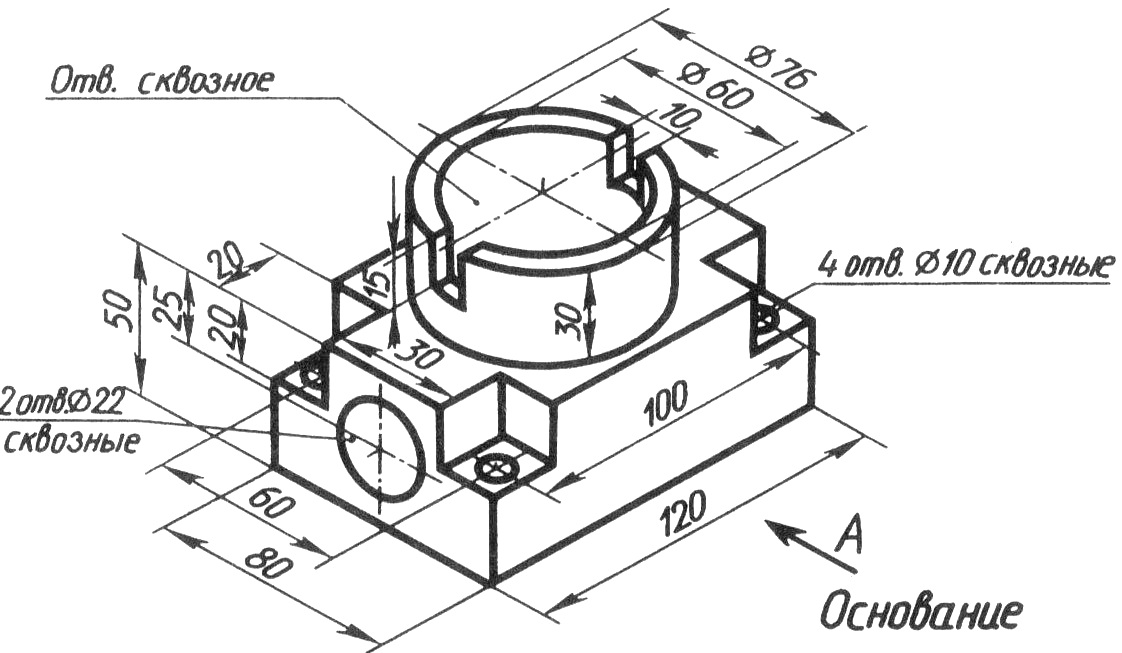 Отв. сквозное
Ø76
Ø60
10
20
15
4 отв. Ø10 сквозные
50
25
20
30
30
2отв.Ø22
сквозные
100
60
120
80
А
Основание